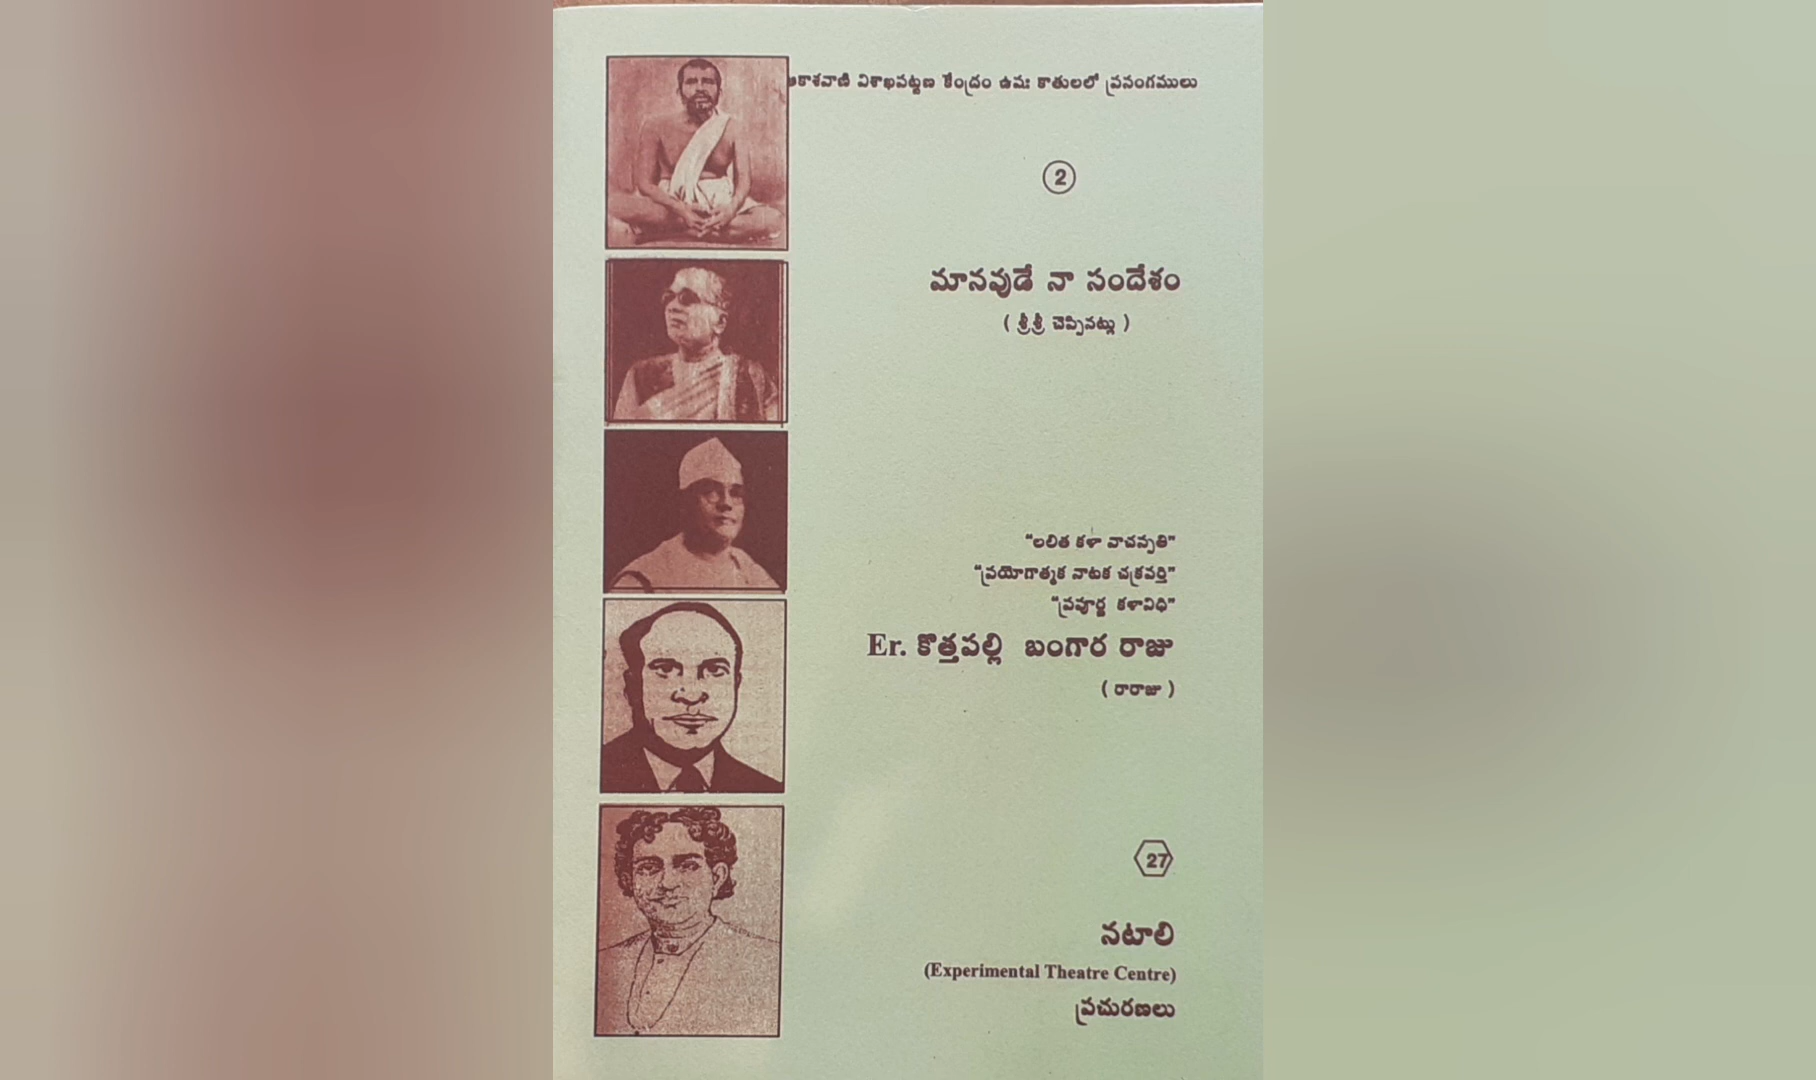 ఆకాశవాణి విశాఖపట్టణ కేంద్రం ఉషః కాతులలో ప్రసంగములు
2
మానవుడే నా సందేశం
( శ్రీశ్రీ చెప్పినట్లు )
“లలిత కళా వాచస్పతి”
“ప్రయోగాత్మక నాటక చక్రవర్తి”
“ప్రపూర్ణ కళానిధి”
Er. కొత్తపల్లి బంగార రాజు
( రారాజు )
27
నటాలి
(Experimental Theatre Centre)
ప్రచురణలు